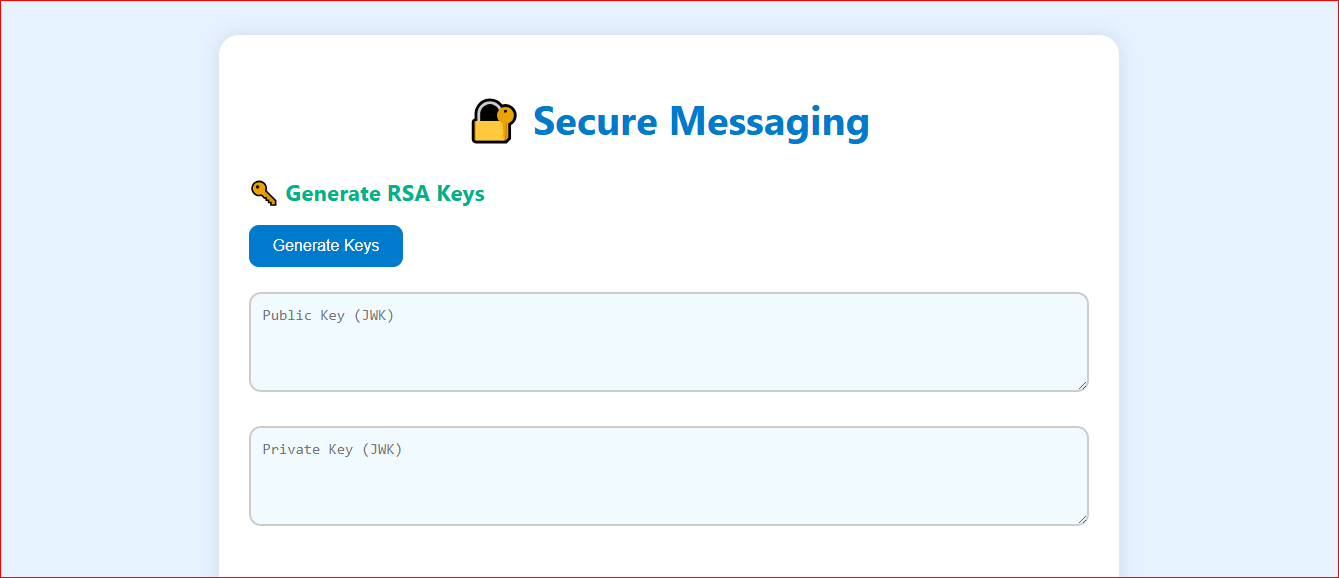 Secure Messaging
Generate RSA Keys
Generate Keys
Public Key (JWK)
Private Key (JWK)